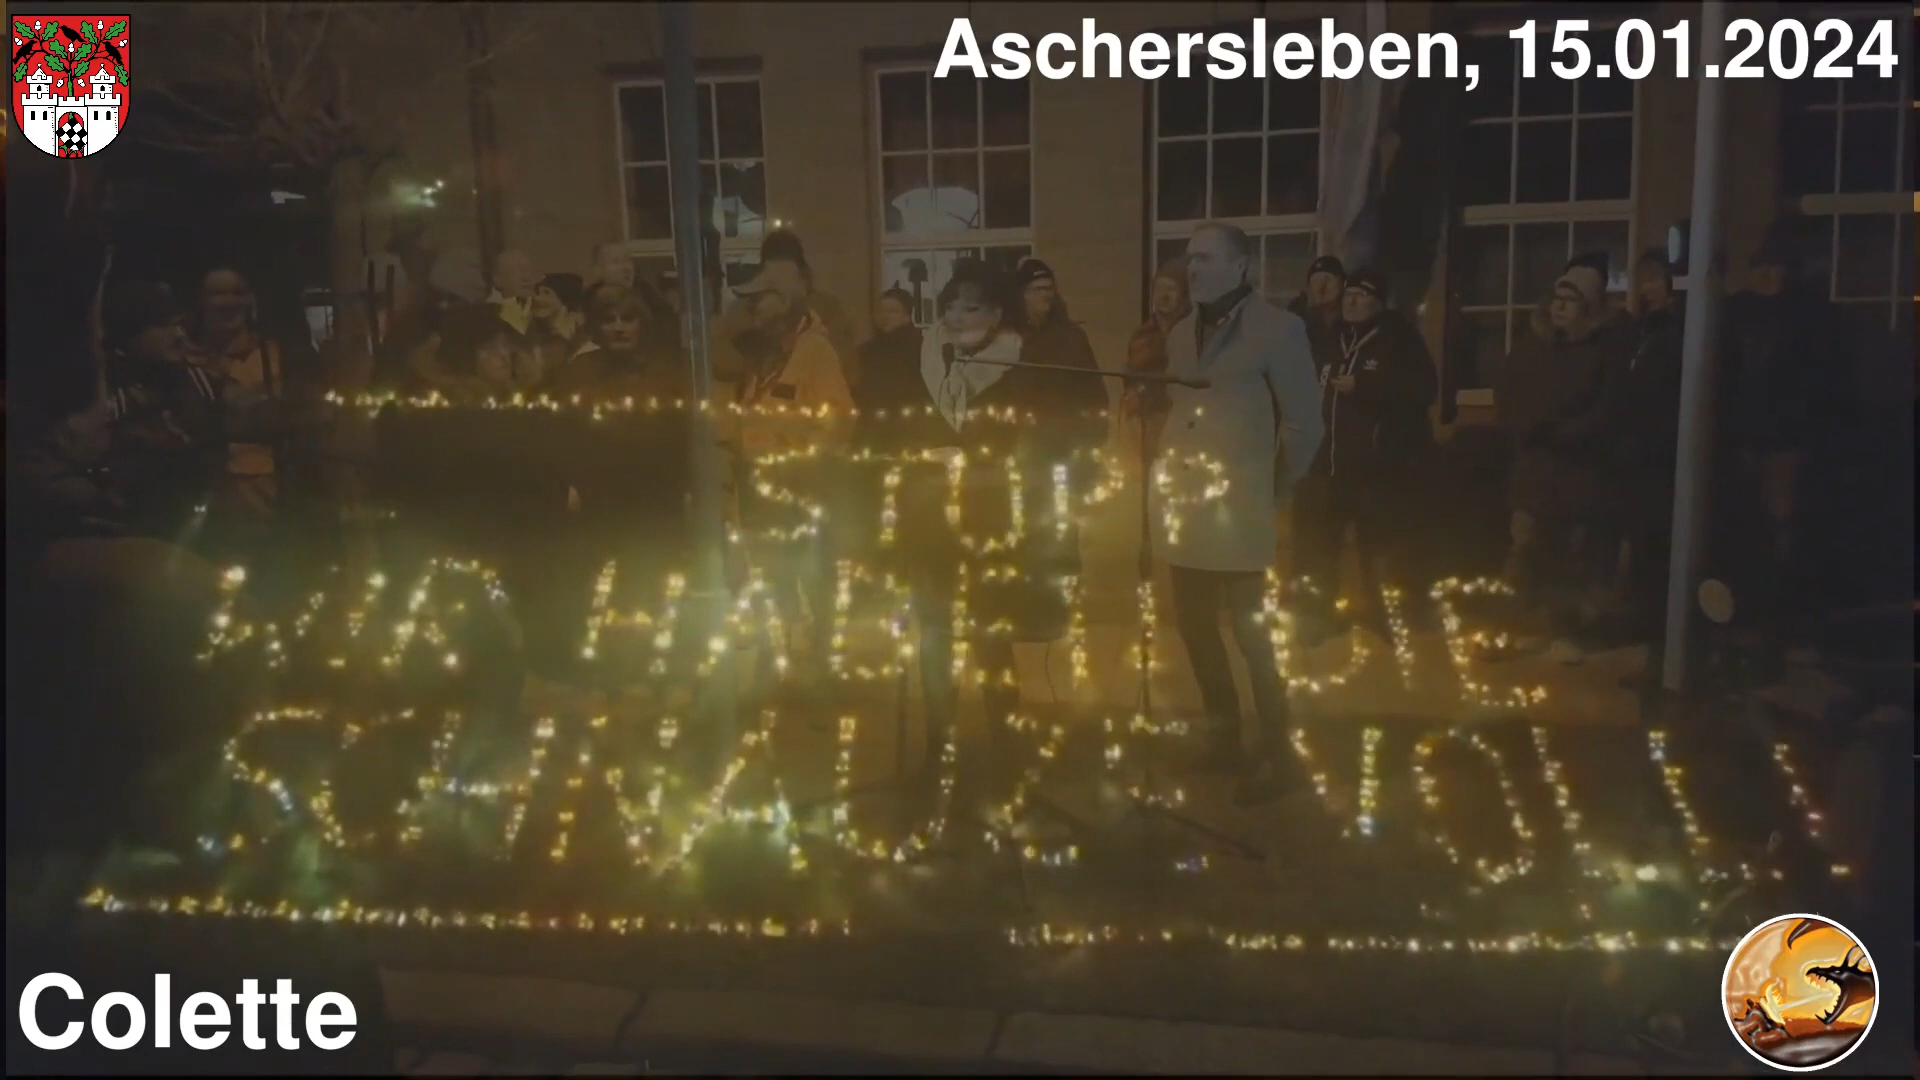 Aschersleben, 15.01.2024
STOPP
WIR HABEN DIE
SCHNAUZE VOLL!
Colette